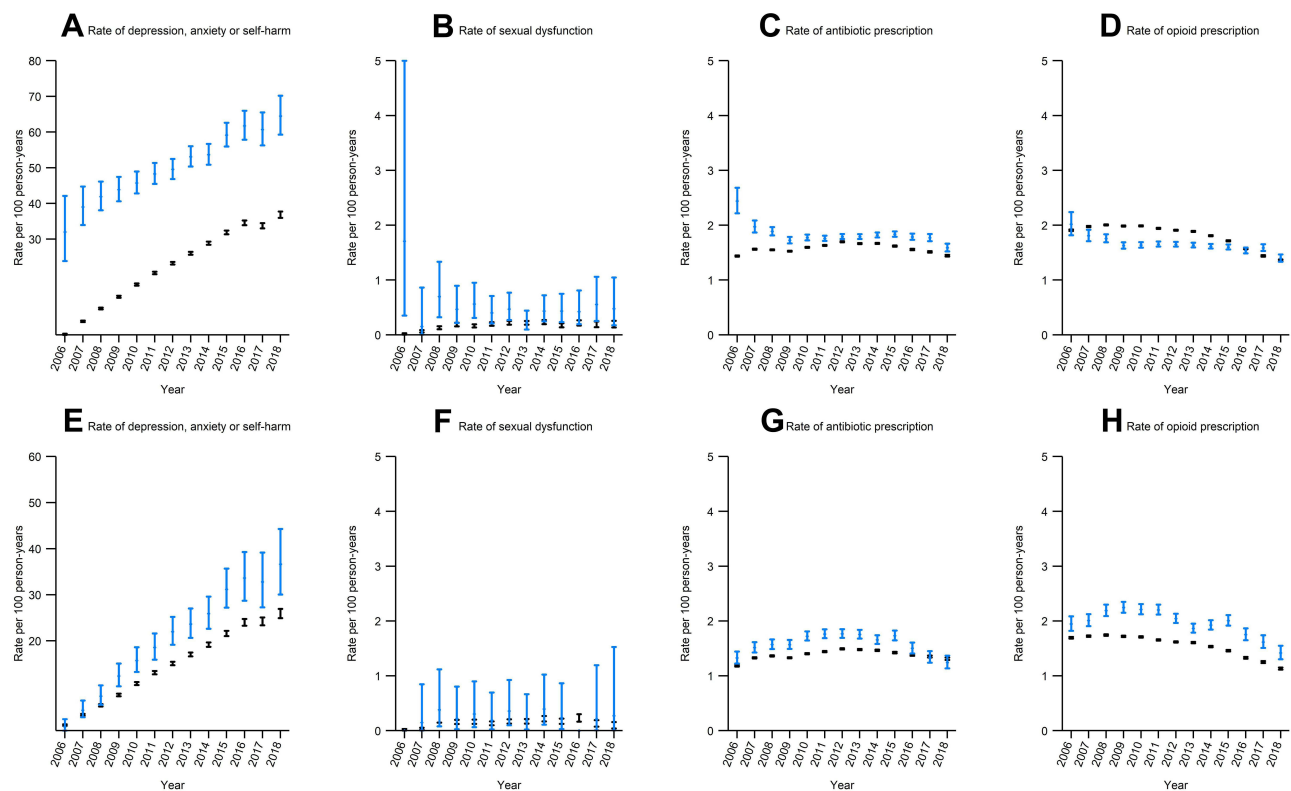 A Rate of depression, anxiety or self-harm
80
70
60
50
40
30
Rate per 100 person-years
2006 2007 2008 2009 2010 2011 2012 2013 2014 2015 2016 2017 2018
Year
B Rate of sexual dysfunction
5
4
3
2
1
0
Rate per 100 person-years
2006 2007 2008 2009 2010 2011 2012 2013 2014 2015 2016 2017 2018
Year
C Rate of antibiotic prescription
5
4
3
2
1
0
Rate per 100 person-years
2006 2007 2008 2009 2010 2011 2012 2013 2014 2015 2016 2017 2018
Year
D Rate of opioid prescription
5
4
3
2
1
0
Rate per 100 person-years
2006 2007 2008 2009 2010 2011 2012 2013 2014 2015 2016 2017 2018
Year
E Rate of depression, anxiety or self-harm
60
50
40
30
20
Rate per 100 person-years
2006 2007 2008 2009 2010 2011 2012 2013 2014 2015 2016 2017 2018
Year
F Rate of sexual dysfunction
5
4
3
2
1
0
Rate per 100 person-years
2006 2007 2008 2009 2010 2011 2012 2013 2014 2015 2016 2017 2018
Year
G Rate of antibiotic prescription
5
4
3
2
1
0
Rate per 100 person-years
2006 2007 2008 2009 2010 2011 2012 2013 2014 2015 2016 2017 2018
Year
H Rate of opioid prescription
5
4
3
2
1
0
Rate per 100 person-years
2006 2007 2008 2009 2010 2011 2012 2013 2014 2015 2016 2017 2018
Year